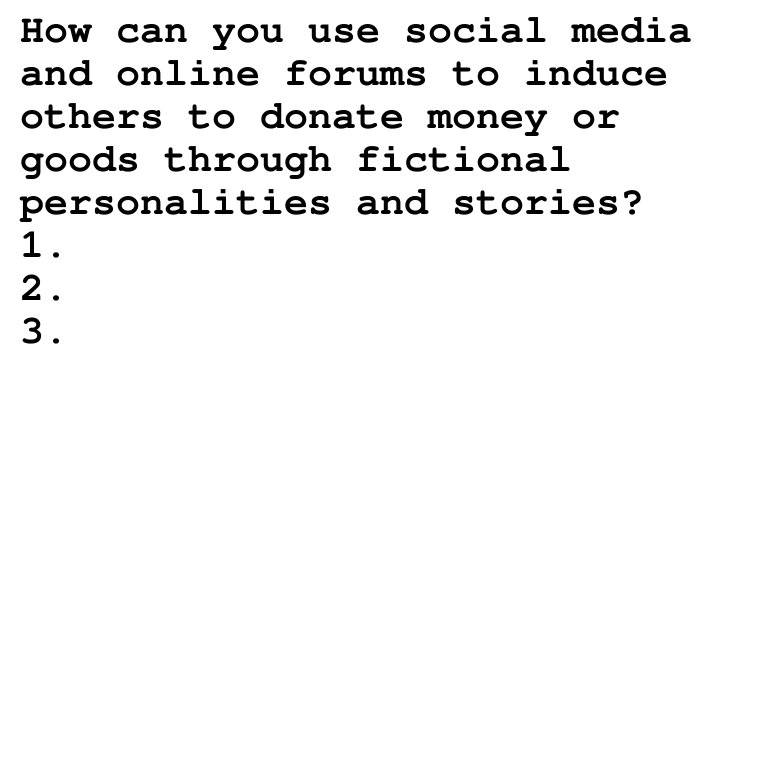 How can you use social media
and online forums to induce
others to donate money or
goods through fictional
personalities and stories?
1.
2.
3.